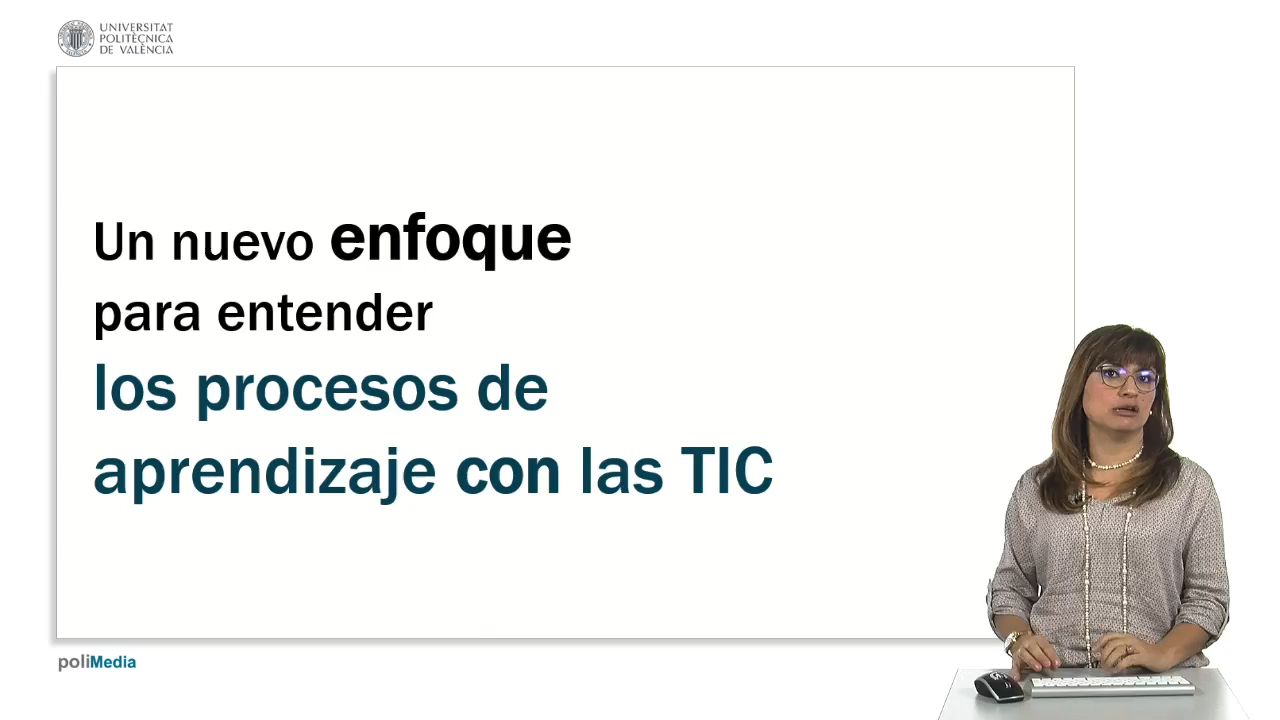 UNIVERSITAT
POLITÈCNICA
DE VALÈNCIA
Un nuevo enfoque
para entender
los procesos de
aprendizaje con las TIC
poliMedia